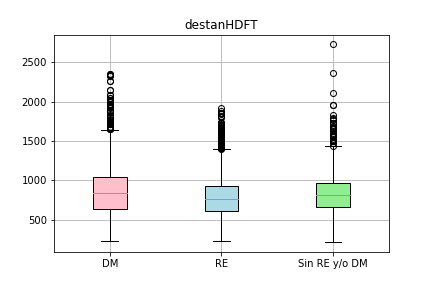 destanHDFT
2500
2000
1500
1000
500
DM
RE
Sin RE y/o DM